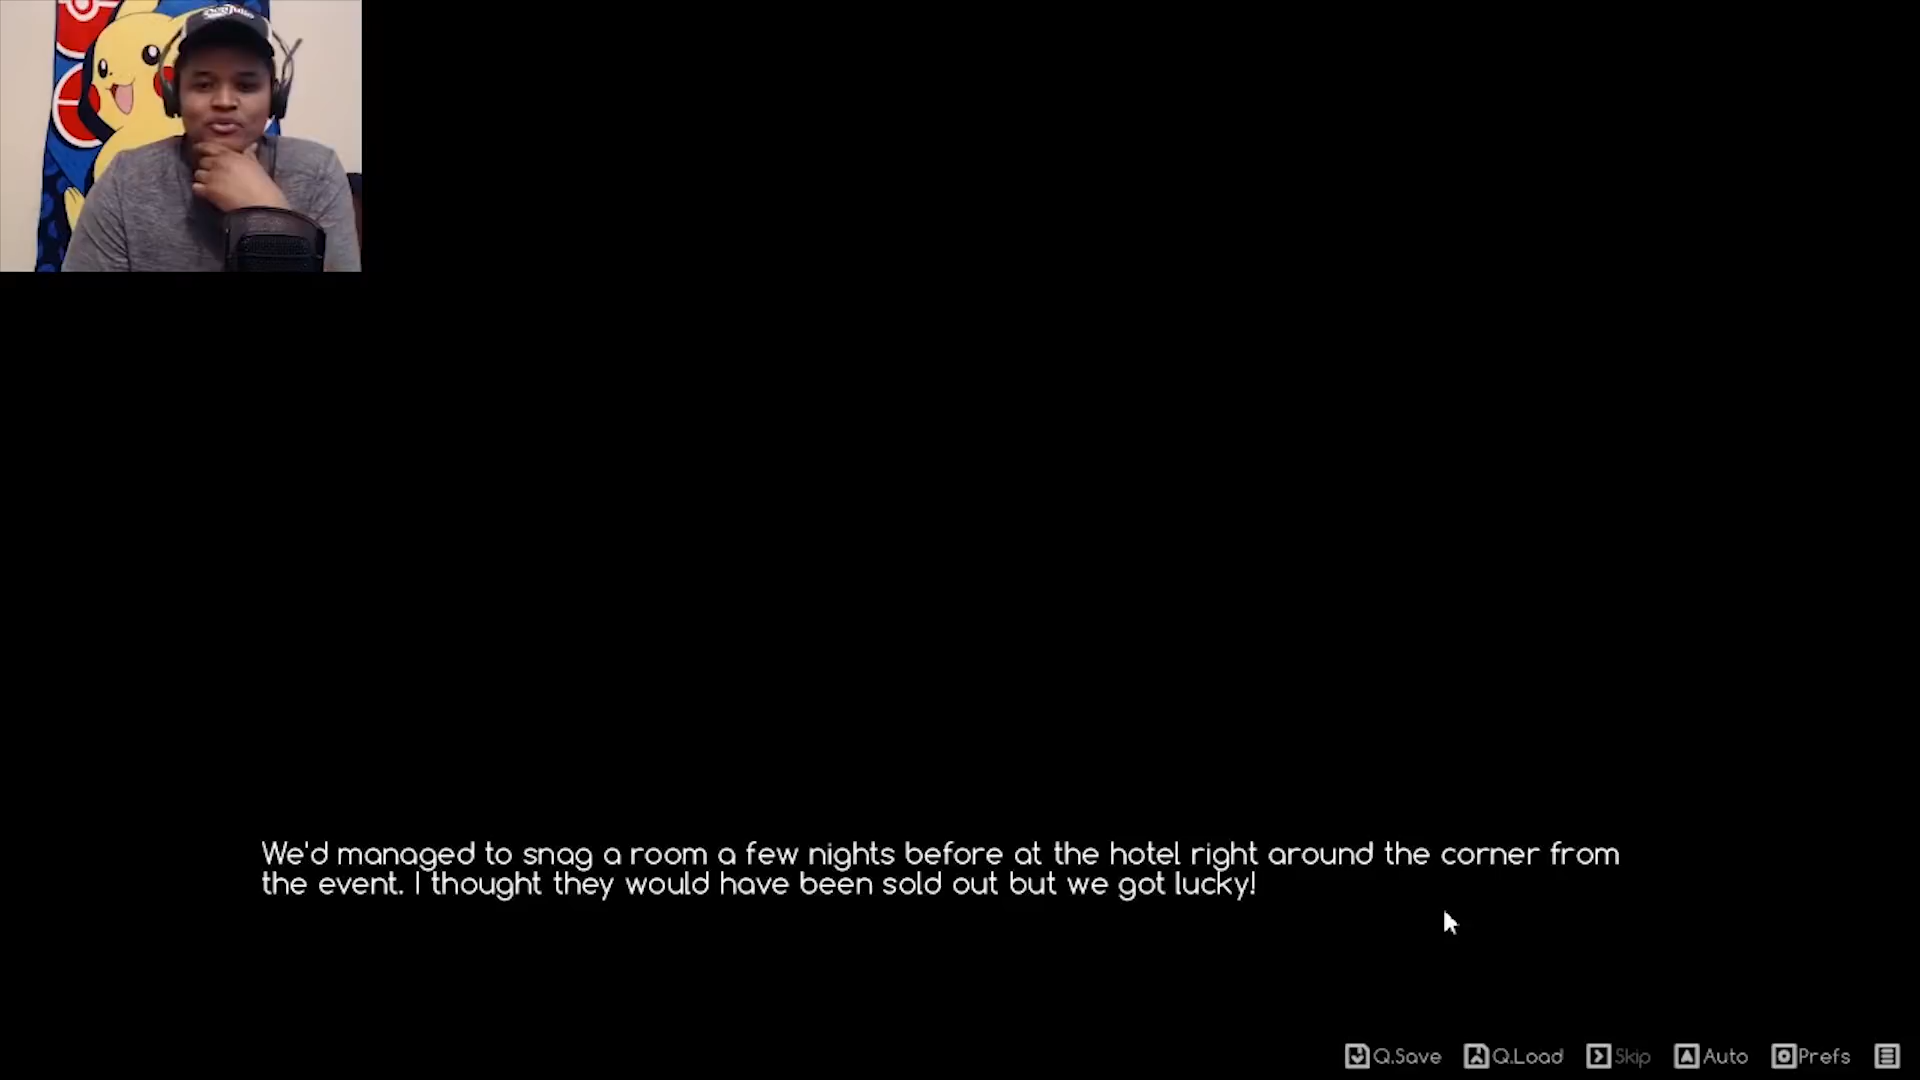 We'd managed to snag a room a few nights before at the hotel right around the corner from
the event. I thought they would have been sold out but we got lucky!
Q.Save Q.Load Skip Auto Prefs